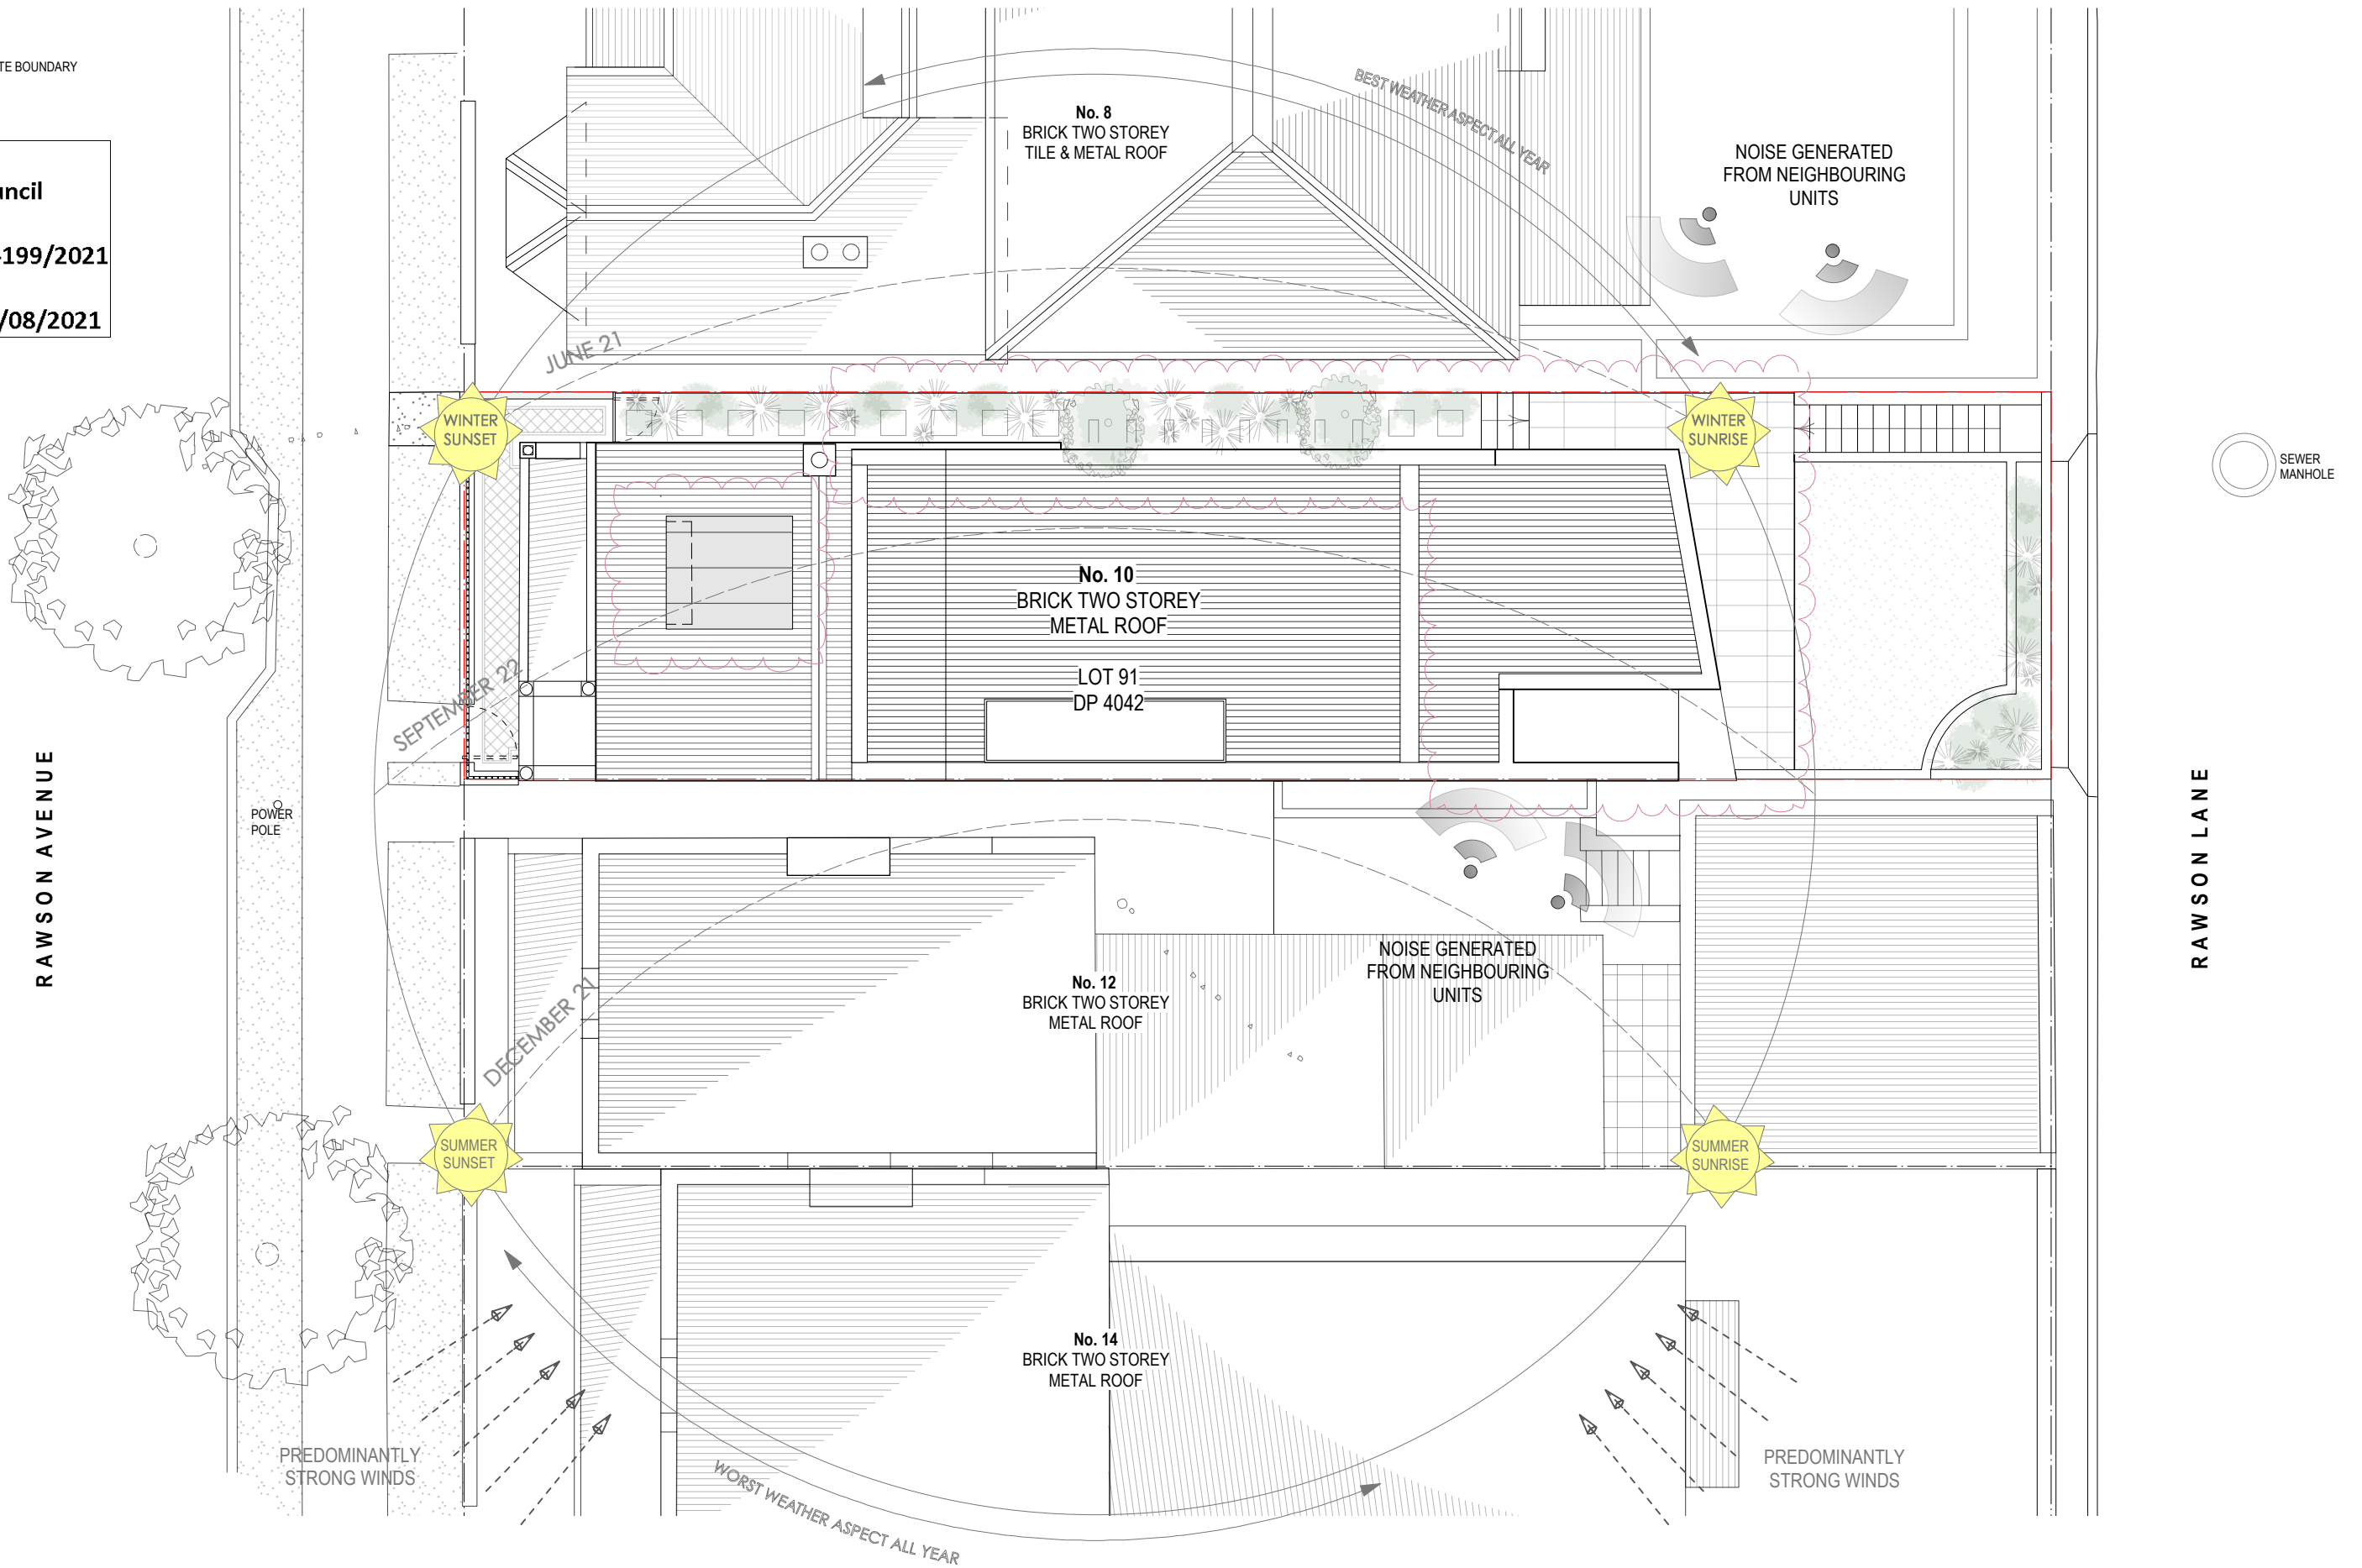 BOUNDARY
199/2021
/08/2021
No. 8
BRICK TWO STOREY
TILE & METAL ROOF
BEST WEATHER ASPECT ALL YEAR
NOISE GENERATED
FROM NEIGHBOURING
UNITS
JUNE 21
WINTER
SUNSET
WINTER
SUNRISE
SEWER
MANHOLE
No. 10
BRICK TWO STOREY
METAL ROOF
LOT 91
DP 4042
SEPTEMBER 22
RAWSON AVENUE
POWER
POLE
RAWSON LANE
NOISE GENERATED
FROM NEIGHBOURING
UNITS
No. 12
BRICK TWO STOREY
METAL ROOF
DECEMBER 21
SUMMER
SUNSET
SUMMER
SUNRISE
No. 14
BRICK TWO STOREY
METAL ROOF
PREDOMINANTLY
STRONG WINDS
PREDOMINANTLY
STRONG WINDS
WORST WEATHER ASPECT ALL YEAR